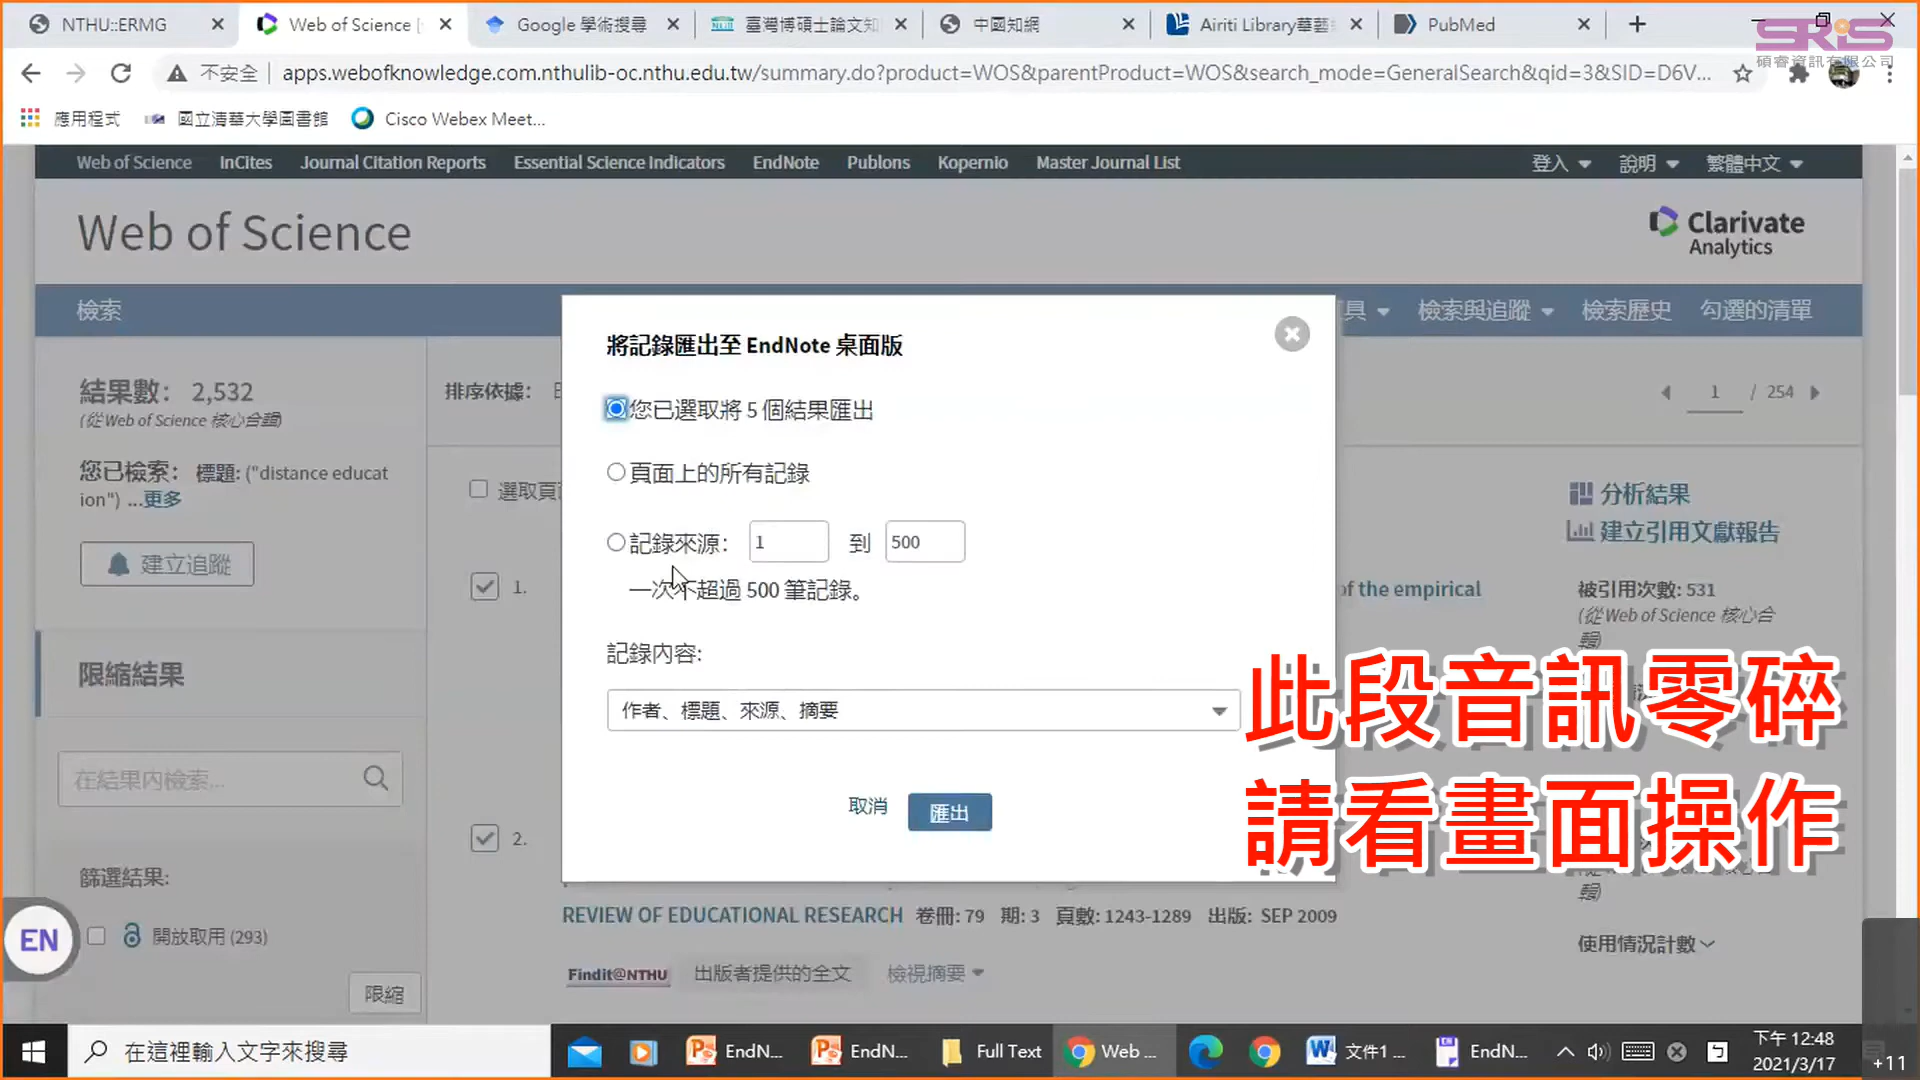 NTHU::ERMG
Web of Science [
Google 學術搜尋
臺灣博碩士論文知
中國知網
Airiti Library華藝
PubMed
SRIS
碩睿資訊有限公司
不安全
apps.webofknowledge.com.nthulib-oc.nthu.edu.tw/summary.do?product=WOS&parentProduct=WOS&search_mode=GeneralSearch&qid=3&SID=D6V...
應用程式
國立清華大學圖書館
Cisco Webex Meet...
Web of Science InCites Journal Citation Reports Essential Science Indicators EndNote Publons Kopernio Master Journal List 登入 說明 繁體中文
Web of Science
Clarivate
Analytics
檢索
具 檢索與追蹤 檢索歷史 勾選的清單
結果數: 2,532
(從 Web of Science 核心合輯)
您已檢索: 標題: ("distance educat
ion") ...更多
建立追蹤
限縮結果
在結果內檢索...
篩選結果:
開放取用 (293)
限縮
排序依據:
1 / 254
選取頁
1.
2.
將記錄匯出至 EndNote 桌面版
您已選取將 5 個結果匯出
頁面上的所有記錄
記錄來源: 1 到 500
一次不超過 500 筆記錄。
記錄內容:
作者、標題、來源、摘要
取消 匯出
of the empirical
分析結果
建立引用文獻報告
被引用次數: 531
(從 Web of Science 核心合
輯)
此段音訊零碎
請看畫面操作
輯)
使用情況計數
REVIEW OF EDUCATIONAL RESEARCH 卷冊: 79 期: 3 頁數: 1243-1289 出版: SEP 2009
Findit@NTHU 出版者提供的全文 檢視摘要
EN
在這裡輸入文字來搜尋
EndN...
EndN...
Full Text
Web ...
文件1 ...
EndN...
下午 12:48
2021/3/17
+11